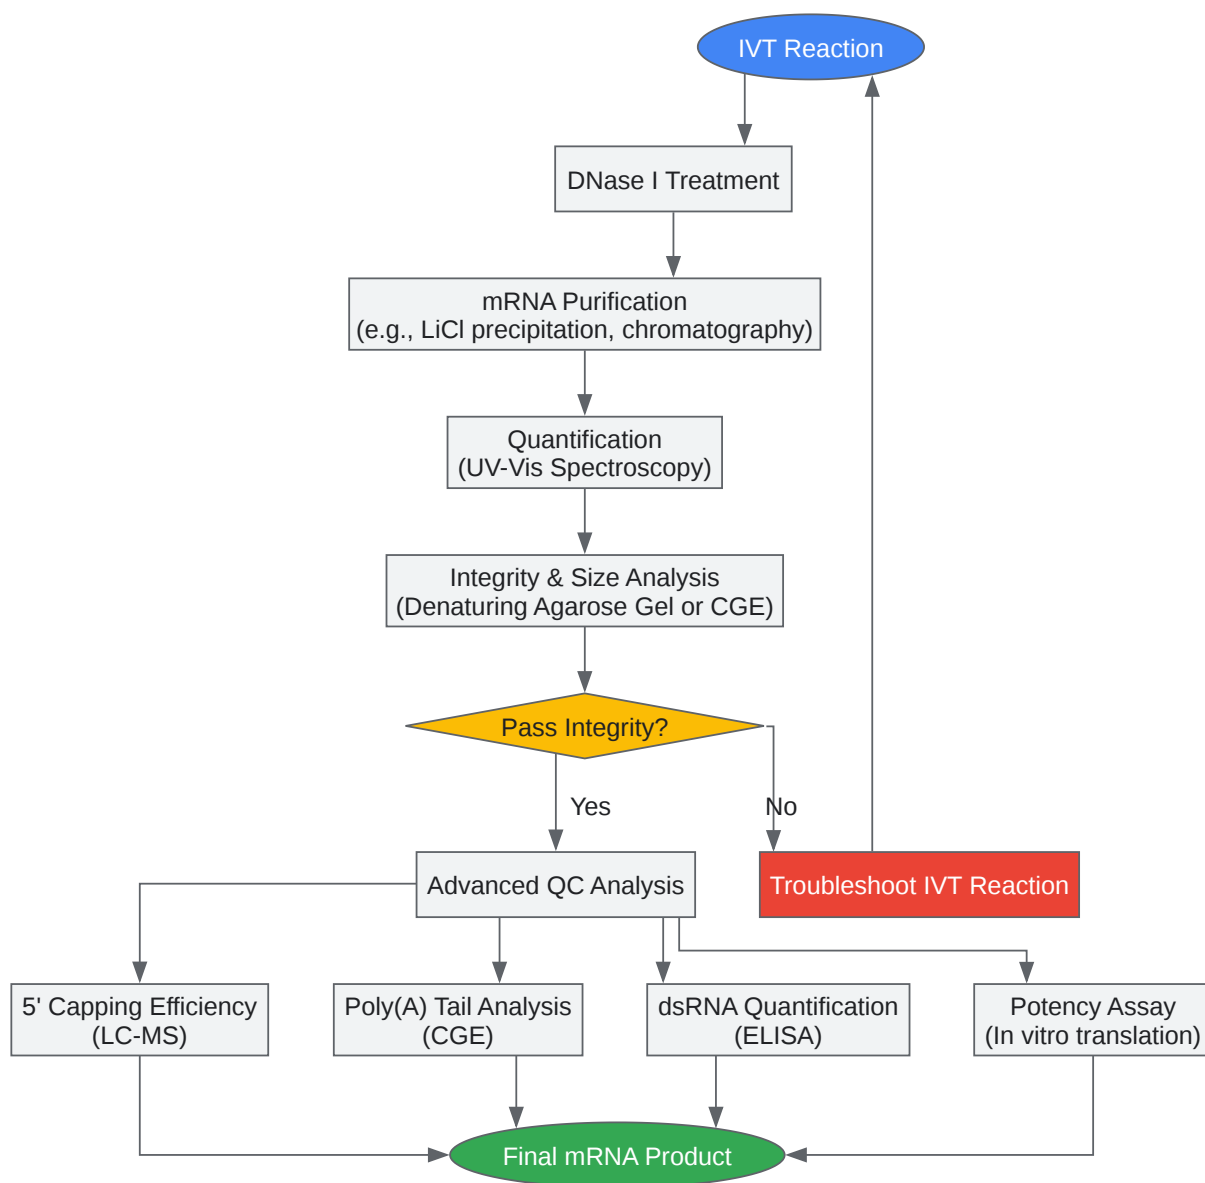 IVT Reaction
DNase I Treatment
mRNA Purification
(e.g., LiCl precipitation, chromatography)
Quantification
(UV-Vis Spectroscopy)
Integrity & Size Analysis
(Denaturing Agarose Gel or CGE)
Pass Integrity?
Yes
No
Advanced QC Analysis
Troubleshoot IVT Reaction
5' Capping Efficiency
(LC-MS)
Poly(A) Tail Analysis
(CGE)
dsRNA Quantification
(ELISA)
Potency Assay
(In vitro translation)
Final mRNA Product